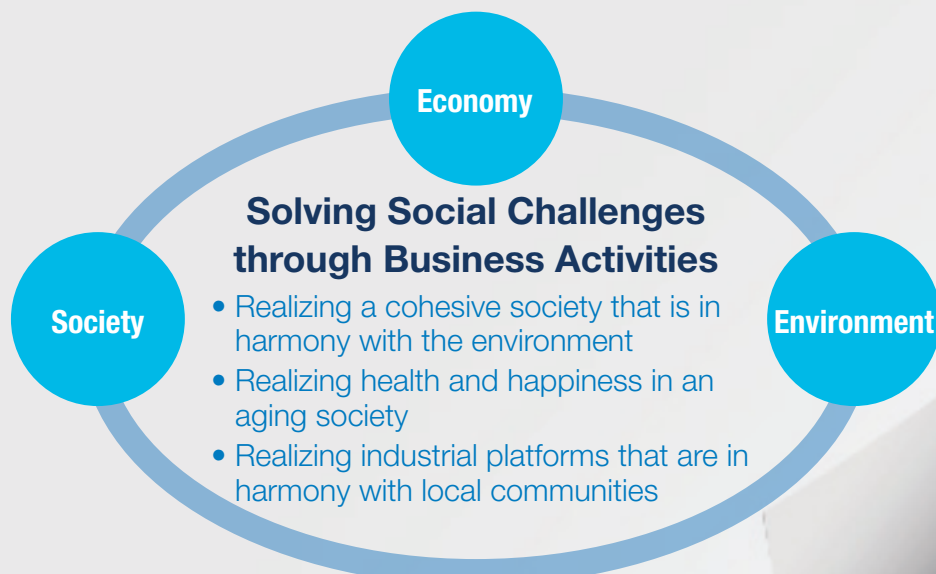 Economy
Solving Social Challenges
through Business Activities
Society
Environment
• Realizing a cohesive society that is in
harmony with the environment
• Realizing health and happiness in an
aging society
• Realizing industrial platforms that are in
harmony with local communities